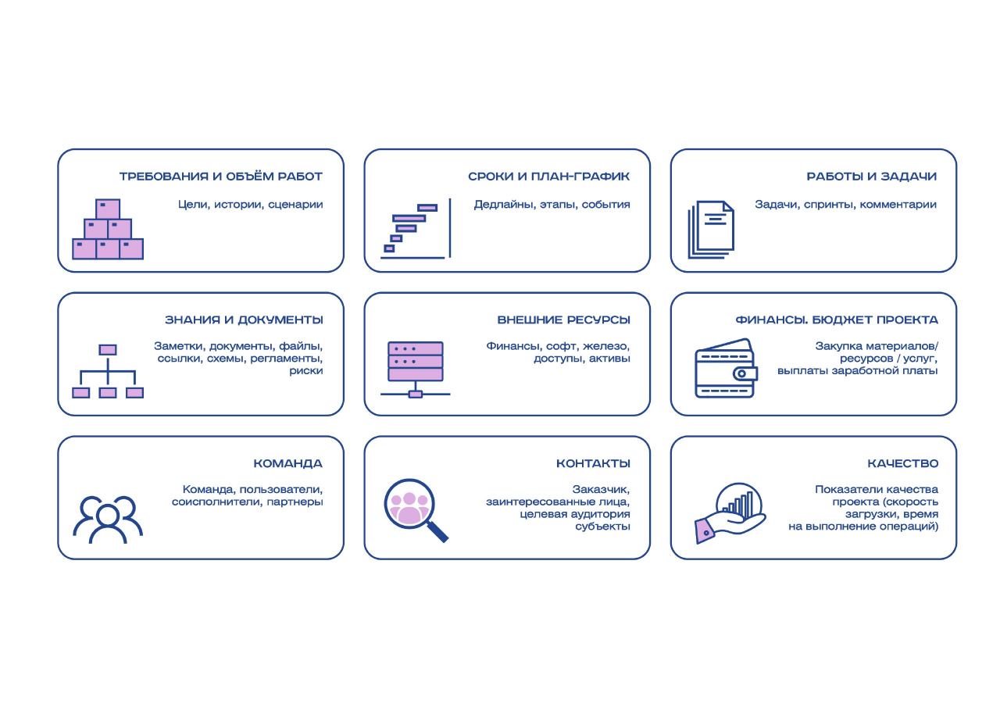 ТРЕБОВАНИЯ И ОБЪЁМ РАБОТ
Цели, истории, сценарии
СРОКИ И ПЛАН-ГРАФИК
Дедлайны, этапы, события
РАБОТЫ И ЗАДАЧИ
Задачи, спринты, комментарии
ЗНАНИЯ И ДОКУМЕНТЫ
Заметки, документы, файлы,
ссылки, схемы, регламенты,
риски
ВНЕШНИЕ РЕСУРСЫ
Финансы, софт, железо,
доступы, активы
ФИНАНСЫ. БЮДЖЕТ ПРОЕКТА
Закупка материалов/
ресурсов / услуг,
выплаты заработной платы
КОМАНДА
Команда, пользователи,
соисполнители, партнеры
КОНТАКТЫ
Заказчик,
заинтересованные лица,
целевая аудитория
субъекты
КАЧЕСТВО
Показатели качества
проекта (скорость
загрузки, время
на выполнение операций)